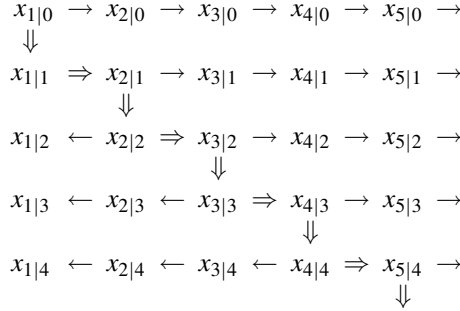 x_{1|0} → x_{2|0} → x_{3|0} → x_{4|0} → x_{5|0} →
⇓
x_{1|1} ⇒ x_{2|1} → x_{3|1} → x_{4|1} → x_{5|1} →
⇓
x_{1|2} ← x_{2|2} ⇒ x_{3|2} → x_{4|2} → x_{5|2} →
⇓
x_{1|3} ← x_{2|3} ← x_{3|3} ⇒ x_{4|3} → x_{5|3} →
⇓
x_{1|4} ← x_{2|4} ← x_{3|4} ← x_{4|4} ⇒ x_{5|4} →
⇓